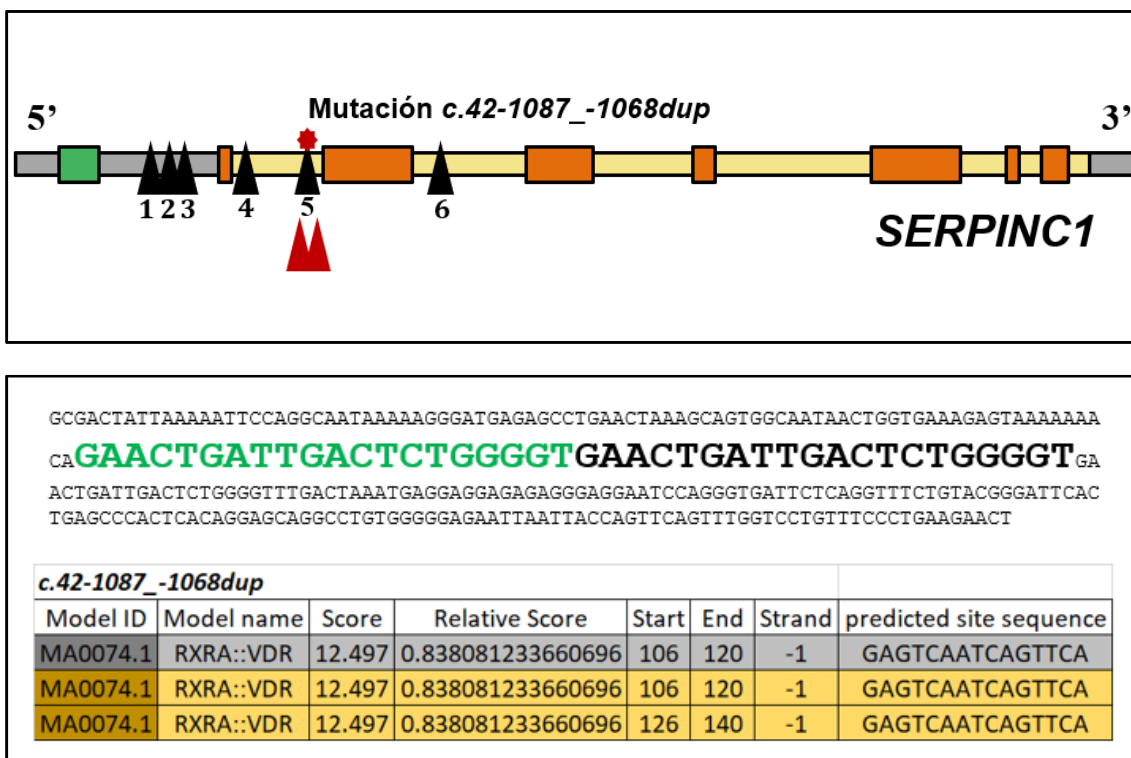 Mutación c.42-1087_-1068dup
5’ 3’
1 2 3 4 5 6
SERPINC1
GCGACTATTAAAAATTCCAGGCAATAAAAAGGGATGAGAGCCTGAACTAAAGCAGTGGCAATAACTGGTGAAAGAGTAAAAAAA
CAGAACTGATTGACTCTGGGGTGAACTGATTGACTCTGGGGTGA
ACTGATTGACTCTGGGGTTTGACTAAATGAGGAGGAGAGAGGGAGGAATCCAGGGTGATTCTCAGGTTTCTGTACGGGATTCAC
TGAGCCCACTCACAGGAGCAGGCCTGTGGGGGAGAATTAATTACCAGTTCAGTTTGGTCCTGTTTCCCTGAAGAACT
c.42-1087_-1068dup
Model ID Model name Score Relative Score Start End Strand predicted site sequence
MA0074.1 RXRA::VDR 12.497 0.838081233660696 106 120 -1 GAGTCAATCAGTTCA
MA0074.1 RXRA::VDR 12.497 0.838081233660696 106 120 -1 GAGTCAATCAGTTCA
MA0074.1 RXRA::VDR 12.497 0.838081233660696 126 140 -1 GAGTCAATCAGTTCA